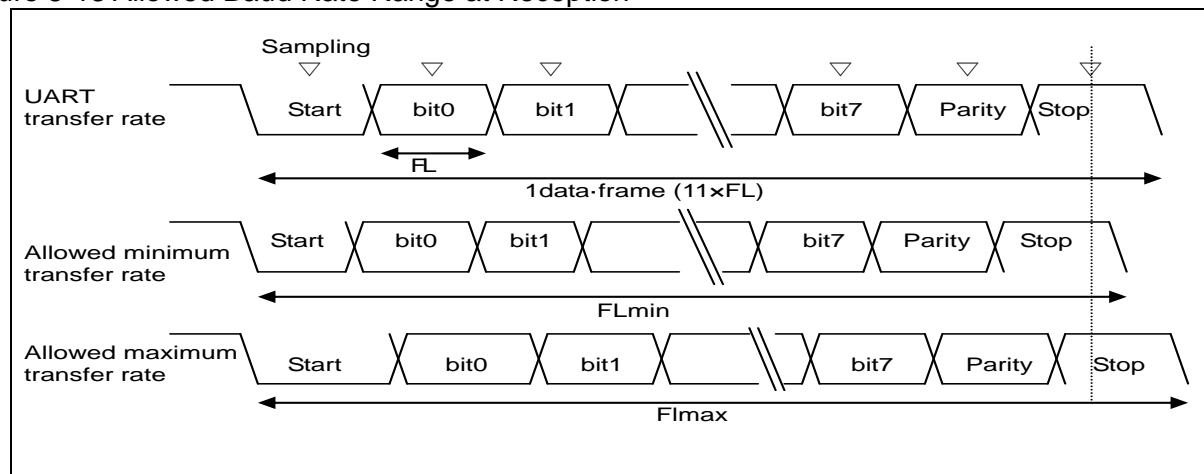 Sampling
UART
transfer rate
Start bit0 bit1 bit7 Parity Stop
FL
1data·frame (11×FL)
Allowed minimum
transfer rate
Start bit0 bit1 bit7 Parity Stop
FLmin
Allowed maximum
transfer rate
Start bit0 bit1 bit7 Parity Stop
FlmaX